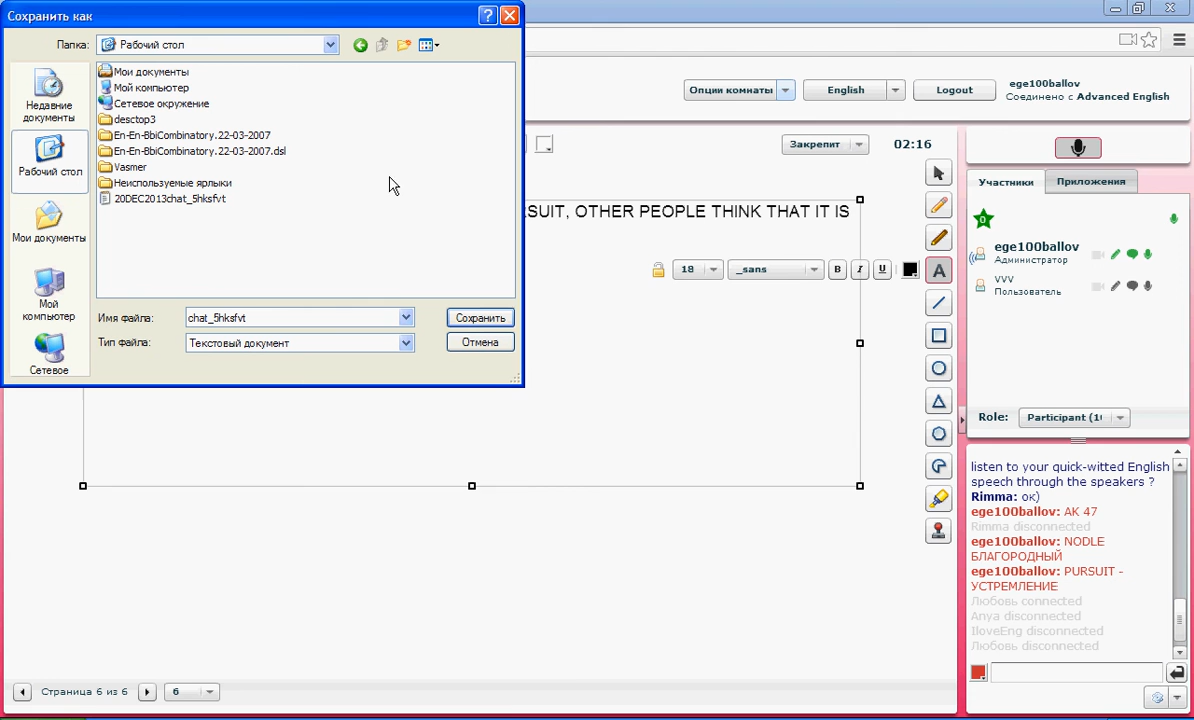 Сохранить как
Папка:
Рабочий стол
Недавние
документы
Рабочий стол
Мои документы
Мой
компьютер
Сетевое
Мои документы
Мой компьютер
Сетевое окружение
desctop3
En-En-BbiCombinatory.22-03-2007
En-En-BbiCombinatory.22-03-2007.dsl
Vasmer
Неиспользуемые ярлыки
20DEC2013chat_5hksfvt
Имя файла:
chat_5hksfvt
Сохранить
Тип файла:
Текстовый документ
Отмена
Опции комнаты
English
Logout
ege100ballov
Соединено с Advanced English
Закрепит
02:16
SUIT, OTHER PEOPLE THINK THAT IT IS
18
_sans
B
I
U
A
Участники
Приложения
0
ege100ballov
Администратор
VVV
Пользователь
Role:
Participant (1
listen to your quick-witted English
speech through the speakers ?
Rimma: ок)
ege100ballov: AK 47
Rimma disconnected
ege100ballov: NODLE
БЛАГОРОДНЫЙ
ege100ballov: PURSUIT -
УСТРЕМЛЕНИЕ
Любовь connected
Anya disconnected
IloveEng disconnected
Любовь disconnected
Страница 6 из 6
6